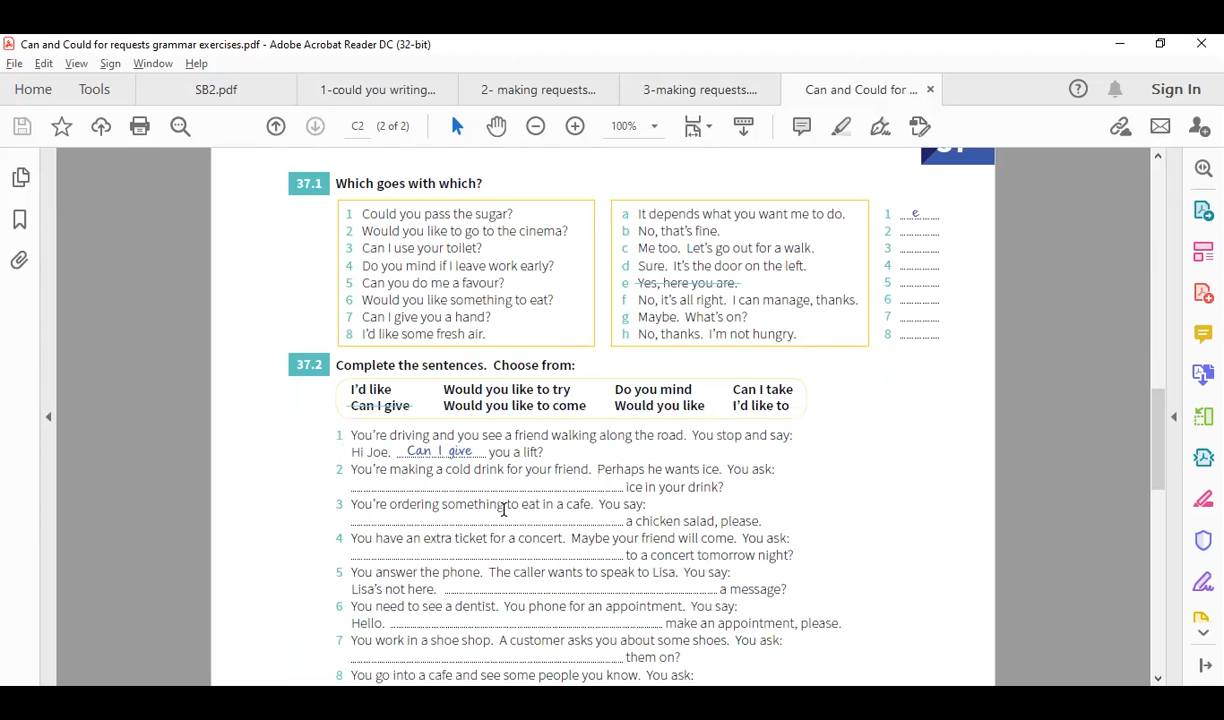 Can and Could for requests grammar exercises.pdf - Adobe Acrobat Reader DC (32-bit)
File Edit View Sign Window Help
Home Tools SB2.pdf 1-could you writing... 2- making requests... 3-making requests.... Can and Could for ... Sign In
C2 (2 of 2) 100%
37.1 Which goes with which?
1 Could you pass the sugar?
2 Would you like to go to the cinema?
3 Can I use your toilet?
4 Do you mind if I leave work early?
5 Can you do me a favour?
6 Would you like something to eat?
7 Can I give you a hand?
8 I'd like some fresh air.
a It depends what you want me to do.
b No, that's fine.
c Me too. Let's go out for a walk.
d Sure. It's the door on the left.
e Yes, here you are.
f No, it's all right. I can manage, thanks.
g Maybe. What's on?
h No, thanks. I'm not hungry.
1 e
2
3
4
5
6
7
8
37.2 Complete the sentences. Choose from:
I'd like Would you like to try Do you mind Can I take
Can I give Would you like to come Would you like I'd like to
1 You're driving and you see a friend walking along the road. You stop and say:
Hi Joe. Can I give you a lift?
2 You're making a cold drink for your friend. Perhaps he wants ice. You ask:
ice in your drink?
3 You're ordering something to eat in a cafe. You say:
a chicken salad, please.
4 You have an extra ticket for a concert. Maybe your friend will come. You ask:
to a concert tomorrow night?
5 You answer the phone. The caller wants to speak to Lisa. You say:
Lisa's not here. a message?
6 You need to see a dentist. You phone for an appointment. You say:
Hello. make an appointment, please.
7 You work in a shoe shop. A customer asks you about some shoes. You ask:
them on?
8 You go into a cafe and see some people you know. You ask: